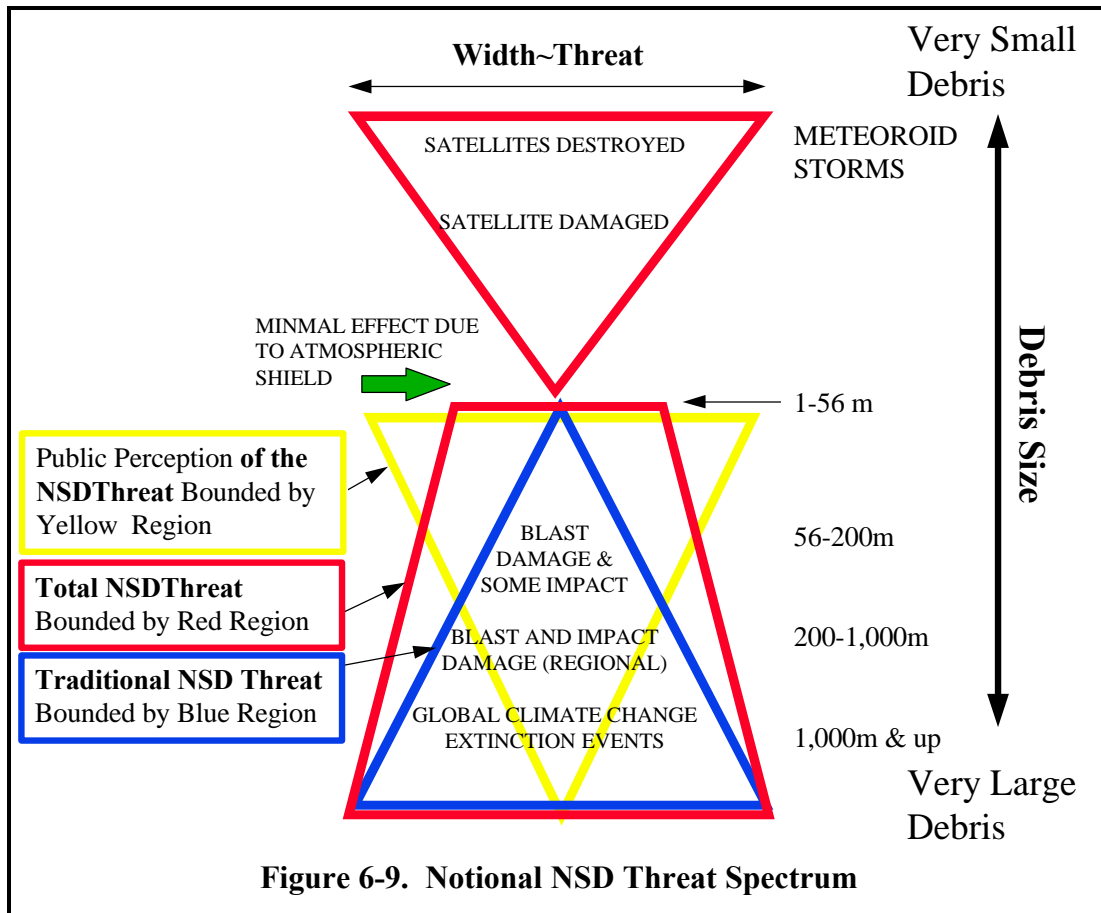 Width~Threat
Very Small
Debris
SATELLITES DESTROYED
METEOROID
STORMS
SATELLITE DAMAGED
MINMAL EFFECT DUE
TO ATMOSPHERIC
SHIELD
1-56 m
Debris Size
Public Perception of the
NSDThreat Bounded by
Yellow Region
BLAST
DAMAGE &
SOME IMPACT
56-200m
Total NSDThreat
Bounded by Red Region
BLAST AND IMPACT
DAMAGE (REGIONAL)
200-1,000m
Traditional NSD Threat
Bounded by Blue Region
GLOBAL CLIMATE CHANGE
EXTINCTION EVENTS
1,000m & up
Very Large
Debris
Figure 6-9. Notional NSD Threat Spectrum